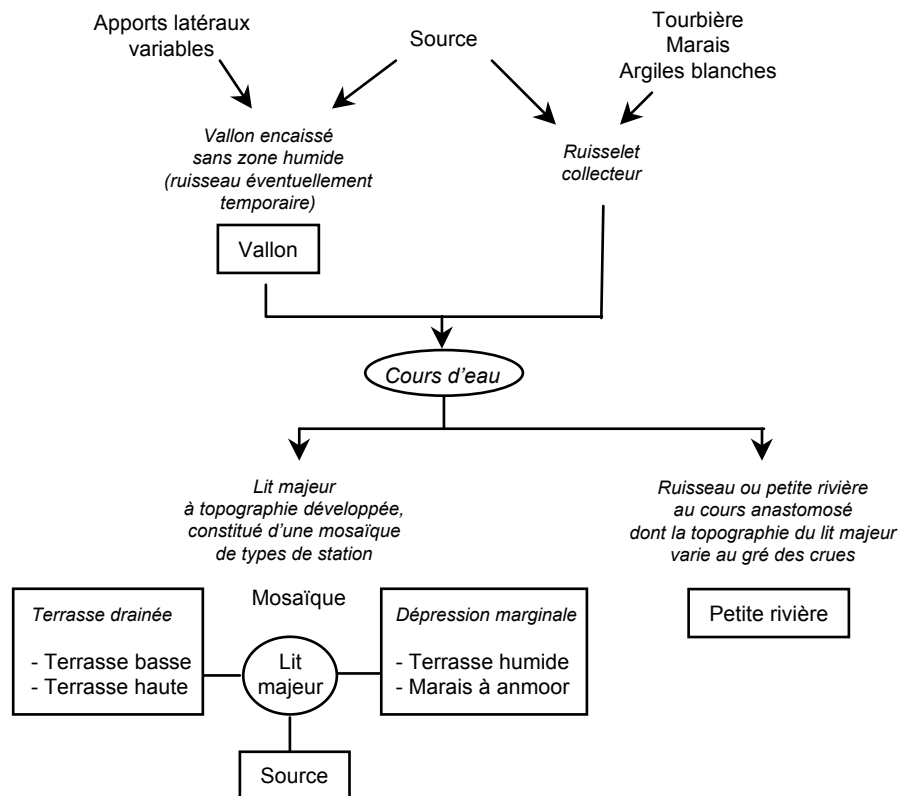 Apports latéraux
variables
Source
Tourbière
Marais
Argiles blanches
Vallon encaissé
sans zone humide
(ruisseau éventuellement
temporaire)
Ruisselet
collecteur
Vallon
Cours d'eau
Lit majeur
à topographie développée,
constitué d'une mosaïque
de types de station
Ruisseau ou petite rivière
au cours anastomosé
dont la topographie du lit majeur
varie au gré des crues
Petite rivière
Mosaïque
Terrasse drainée
- Terrasse basse
- Terrasse haute
Lit
majeur
Dépression marginale
- Terrasse humide
- Marais à anmoor
Source